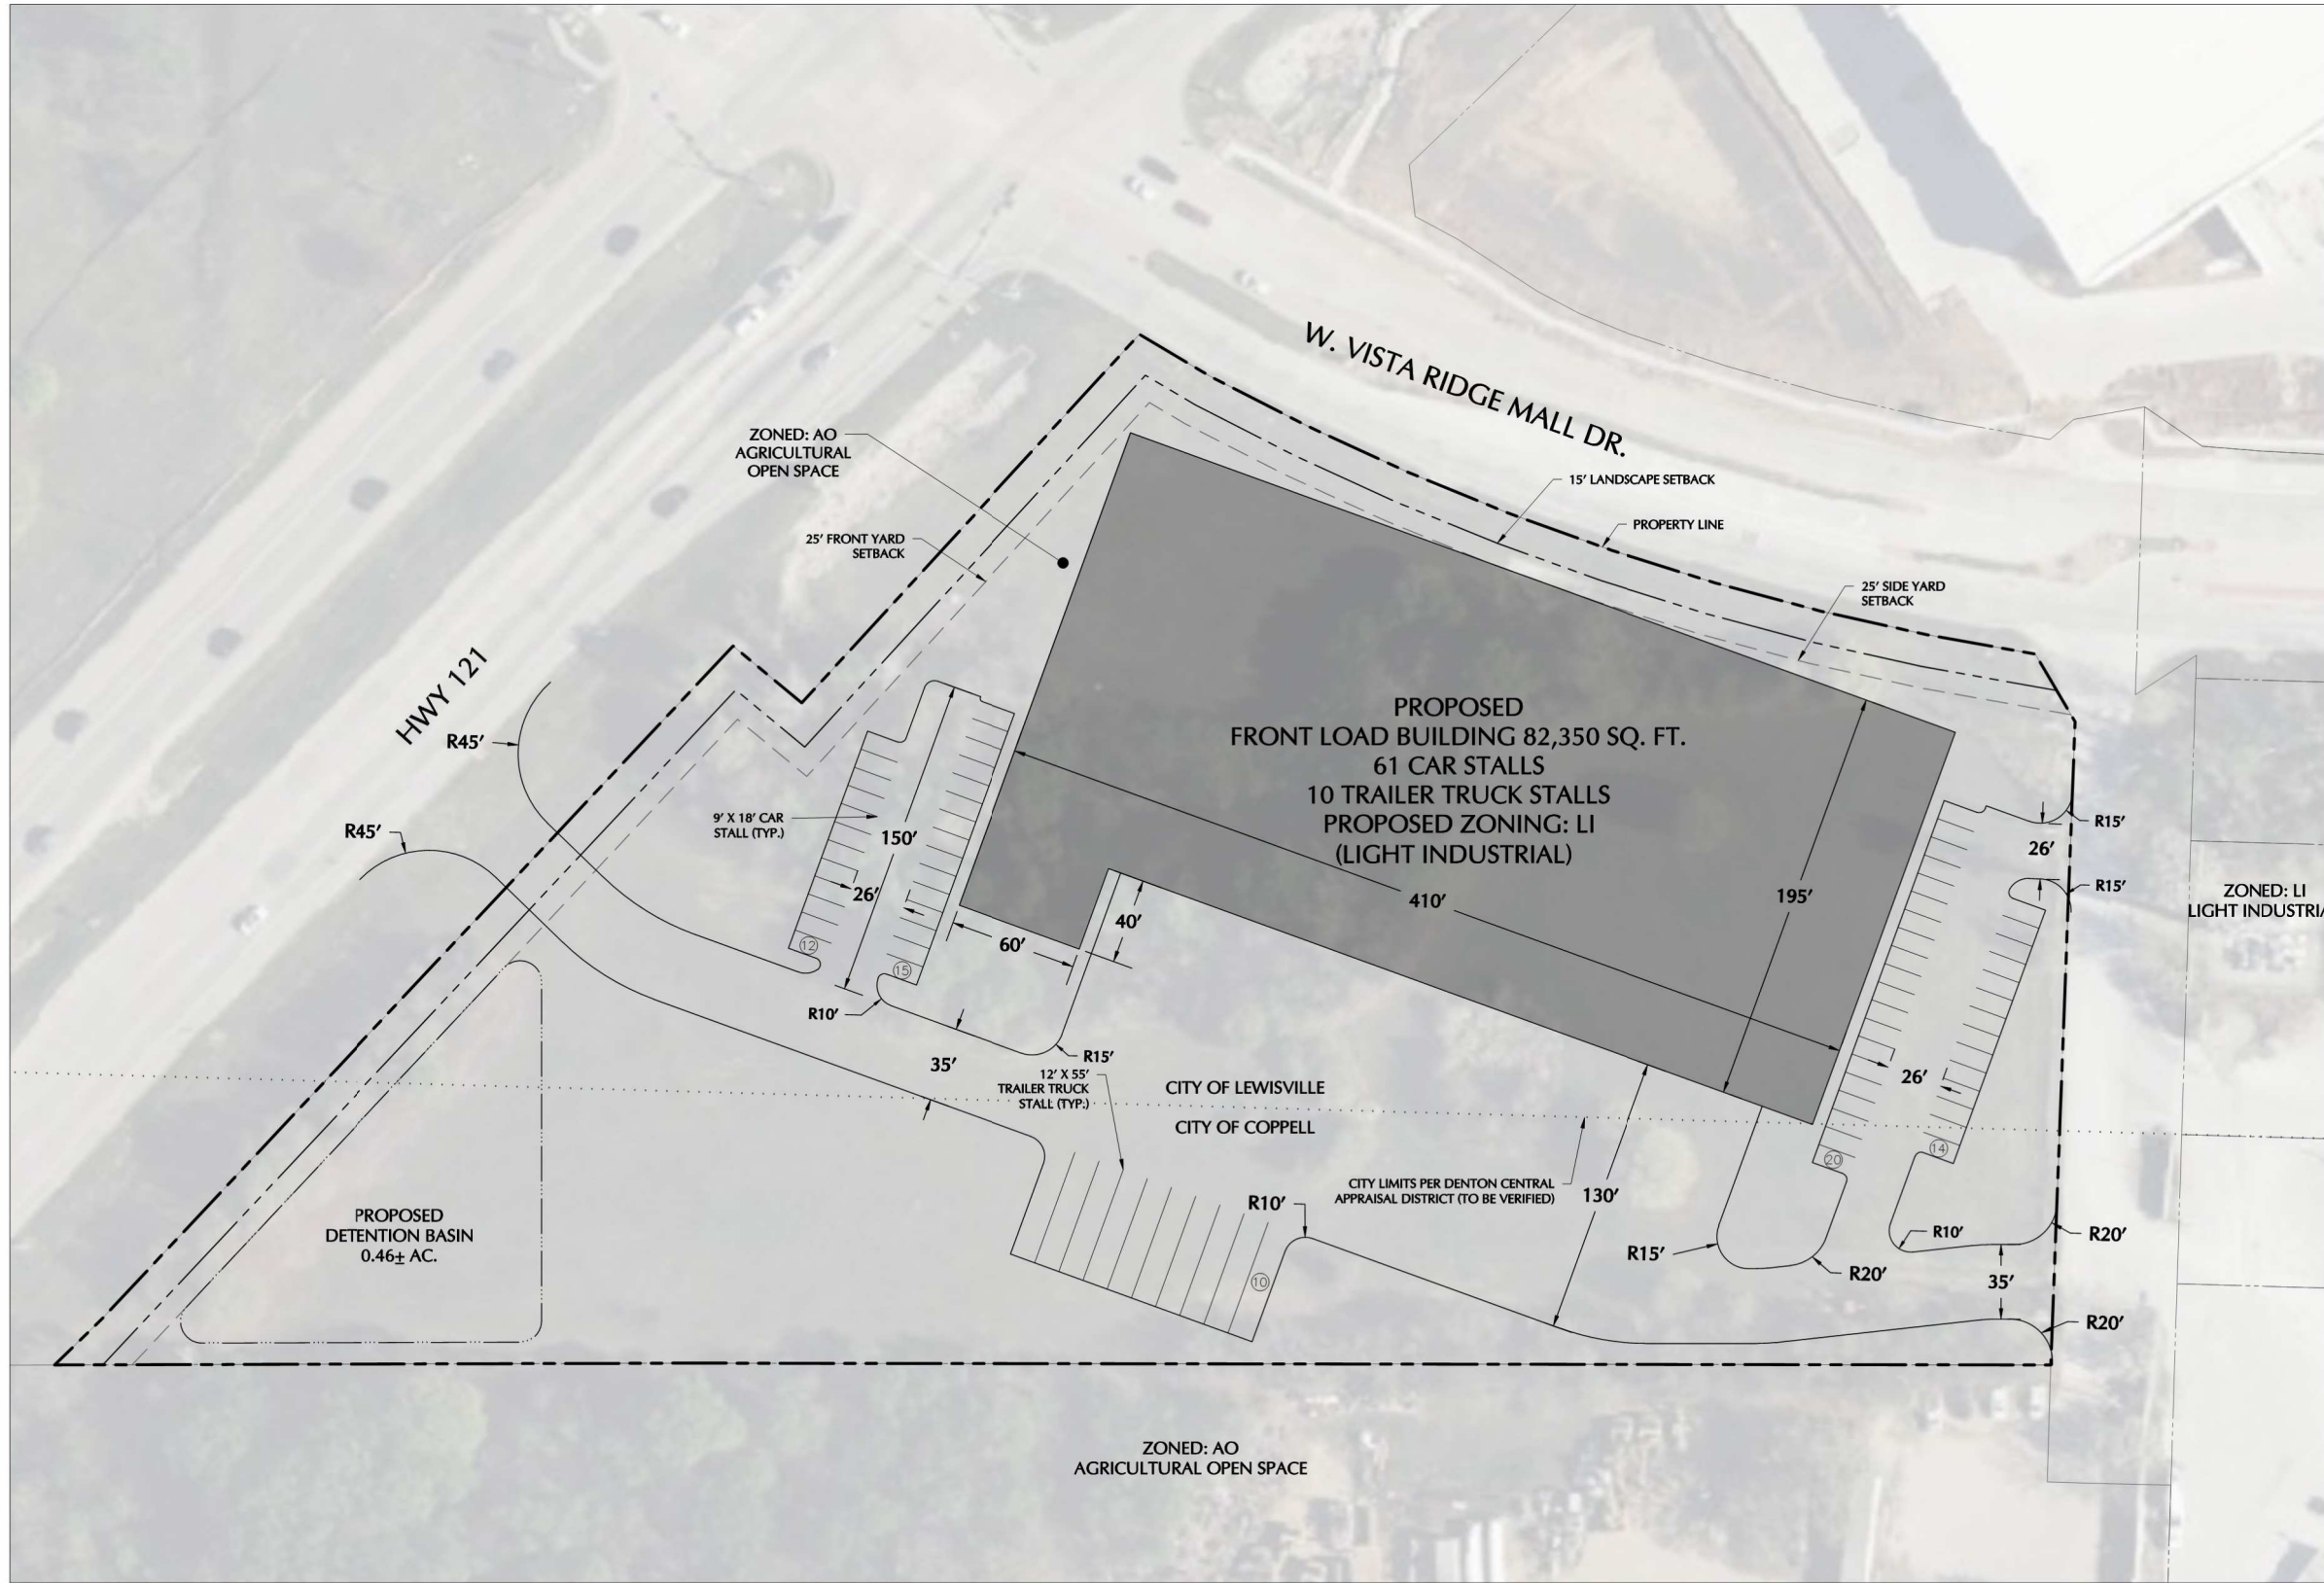 W. VISTA RIDGE MALL DR.
ZONED: AO
AGRICULTURAL
OPEN SPACE
15' LANDSCAPE SETBACK
PROPERTY LINE
25' FRONT YARD
SETBACK
25' SIDE YARD
SETBACK
HWY 121
R45'
R45'
PROPOSED
FRONT LOAD BUILDING 82,350 SQ. FT.
61 CAR STALLS
10 TRAILER TRUCK STALLS
PROPOSED ZONING: LI
(LIGHT INDUSTRIAL)
9' X 18' CAR
STALL (TYP.)
150'
26'
12
15
R10'
60'
40'
410'
195'
R15'
26'
R15'
ZONED: LI
LIGHT INDUSTRIA
35'
R15'
12' X 55'
TRAILER TRUCK
STALL (TYP.)
CITY OF LEWISVILLE
CITY OF COPPELL
26'
20
14
CITY LIMITS PER DENTON CENTRAL
APPRAISAL DISTRICT (TO BE VERIFIED)
130'
R10'
10
R15'
R20'
R10'
R20'
35'
R20'
PROPOSED
DETENTION BASIN
0.46± AC.
ZONED: AO
AGRICULTURAL OPEN SPACE